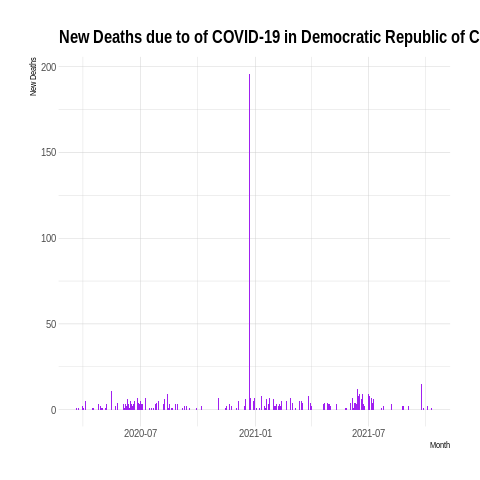 New Deaths due to of COVID-19 in Democratic Republic of C
New Deaths
200
150
100
50
0
2020-07 2021-01 2021-07
Month